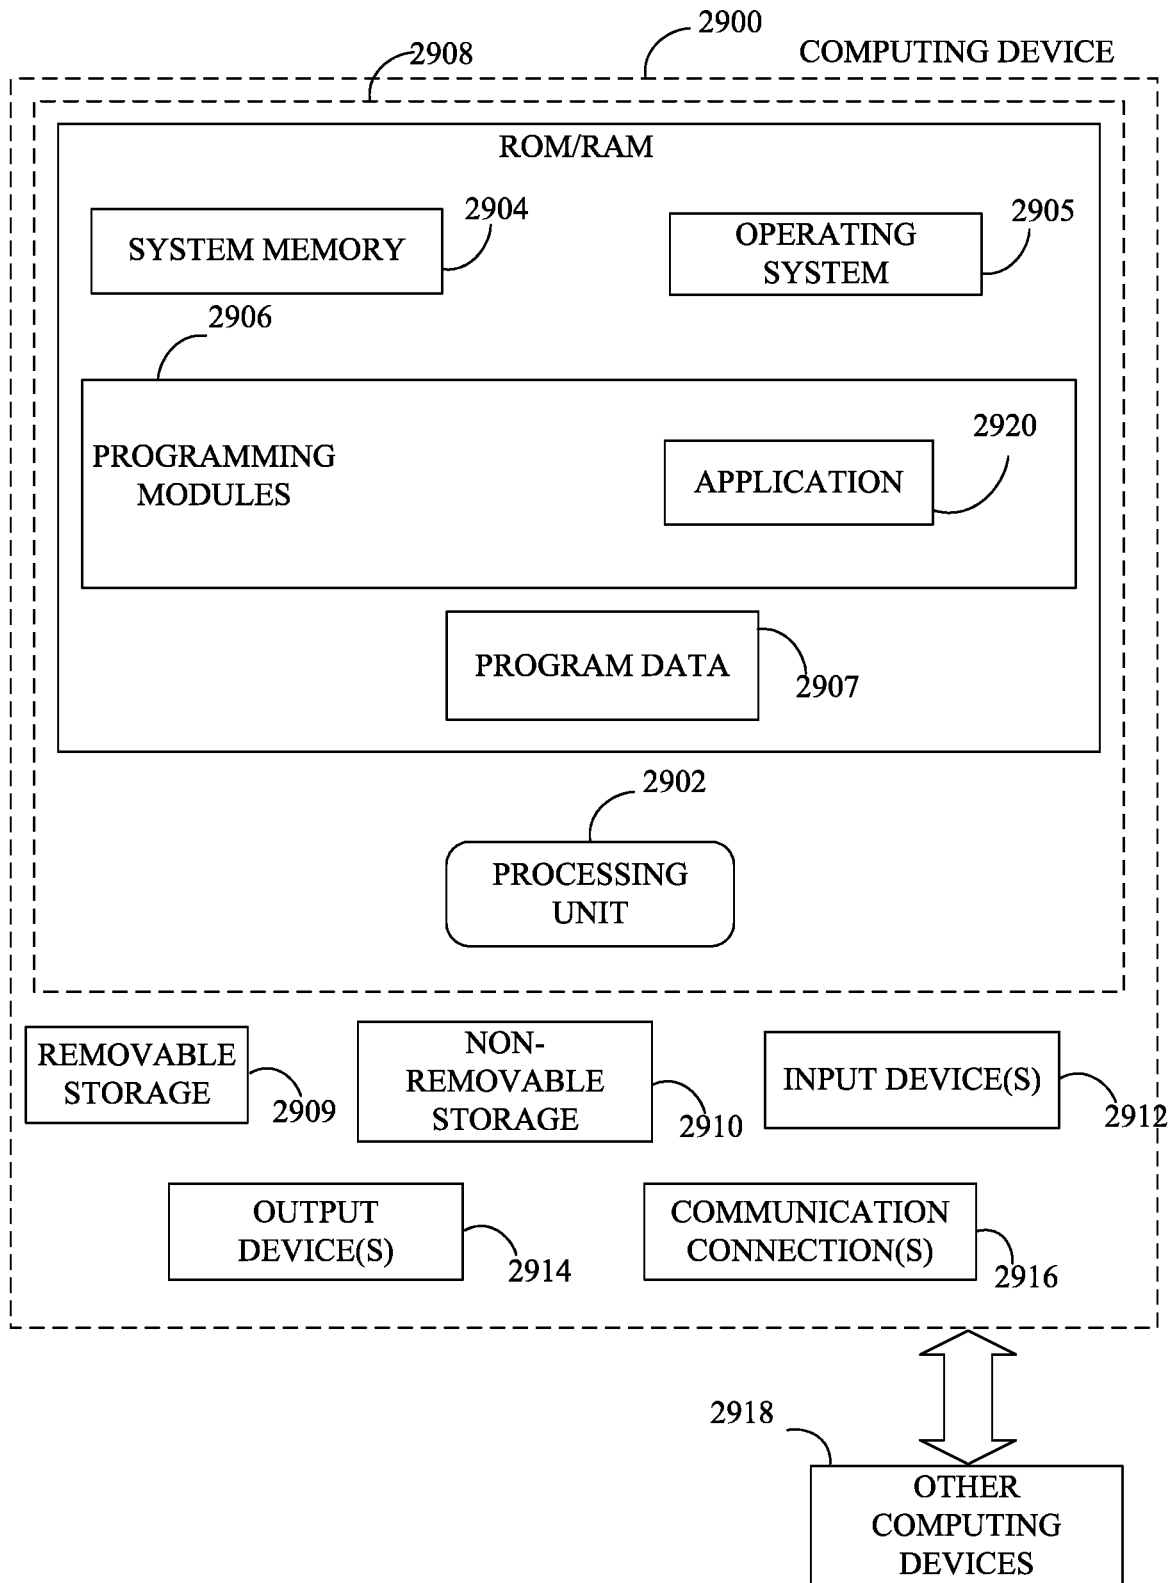 2900
2908
COMPUTING DEVICE
ROM/RAM
2904
2905
SYSTEM MEMORY
OPERATING
SYSTEM
2906
2920
PROGRAMMING
MODULES
APPLICATION
PROGRAM DATA
2907
2902
PROCESSING
UNIT
REMOVABLE
STORAGE
2909
NON-
REMOVABLE
STORAGE
2910
INPUT DEVICE(S)
2912
OUTPUT
DEVICE(S)
2914
COMMUNICATION
CONNECTION(S)
2916
2918
OTHER
COMPUTING
DEVICES